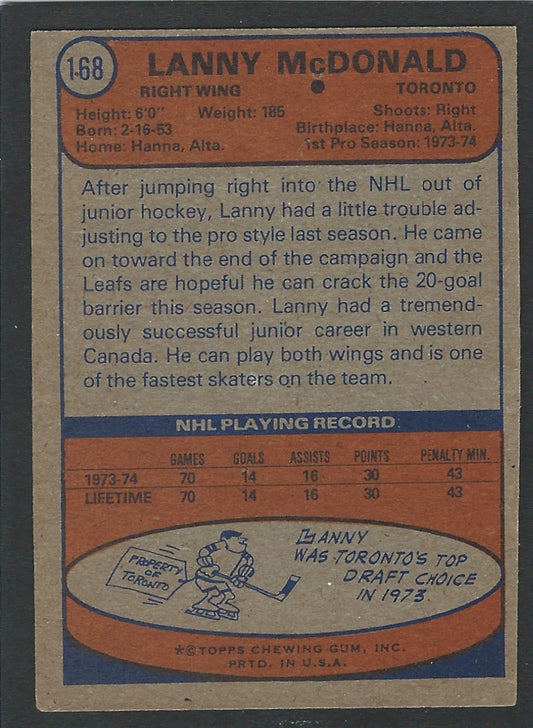 168
LANNY McDONALD
RIGHT WING TORONTO
Height: 6'0" Weight: 185 Shoots: Right
Born: 2-16-53 Birthplace: Hanna, Alta.
Home: Hanna, Alta. 1st Pro Season: 1973-74
After jumping right into the NHL out of
junior hockey, Lanny had a little trouble ad-
justing to the pro style last season. He came
on toward the end of the campaign and the
Leafs are hopeful he can crack the 20-goal
barrier this season. Lanny had a tremend-
ously successful junior career in western
Canada. He can play both wings and is one
of the fastest skaters on the team.
NHL PLAYING RECORD
GAMES GOALS ASSISTS POINTS PENALTY MIN.
1973-74 70 14 16 30 43
LIFETIME 70 14 16 30 43
PROPERTY
OF
TORONTO
LANNY
WAS TORONTO'S TOP
DRAFT CHOICE
IN 1973.
*© TOPPS CHEWING GUM, INC.
PRTD. IN U.S.A.